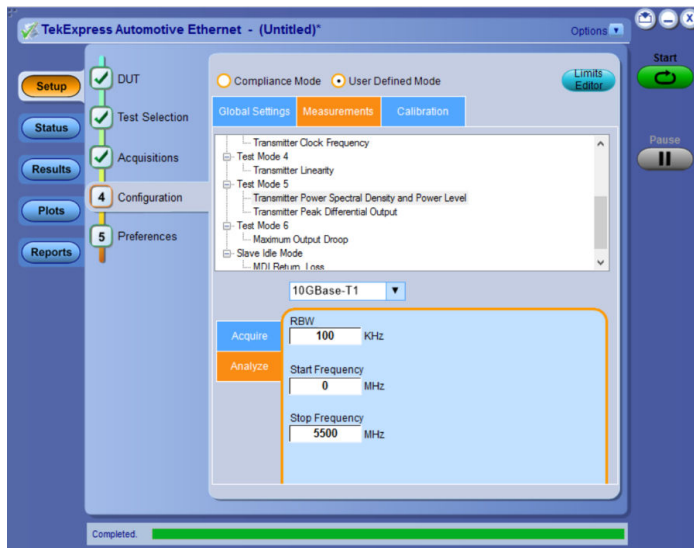 TekExpress Automotive Ethernet - (Untitled)*
Options
X
Start
Setup
DUT
Compliance Mode
User Defined Mode
Limits
Editor
Test Selection
Global Settings
Measurements
Calibration
Status
Pause
Transmitter Clock Frequency
Acquisitions
Test Mode 4
Results
Transmitter Linearity
Test Mode 5
4
Configuration
Transmitter Power Spectral Density and Power Level
Plots
Transmitter Peak Differential Output
Test Mode 6
5
Preferences
Maximum Output Droop
Reports
Slave Idle Mode
MDI Return Loss
10GBase-T1
RBW
Acquire
100 KHz
Analyze
Start Frequency
0 MHz
Stop Frequency
5500 MHz
Completed.